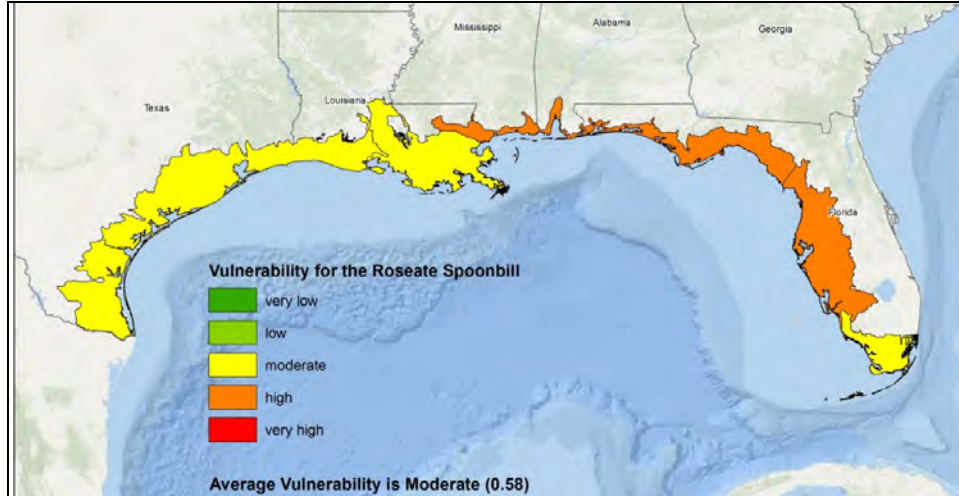 Mississippi
Alabama
Georgia
Texas
Louisiana
Florida
Vulnerability for the Roseate Spoonbill
very low
low
moderate
high
very high
Average Vulnerability is Moderate (0.58)